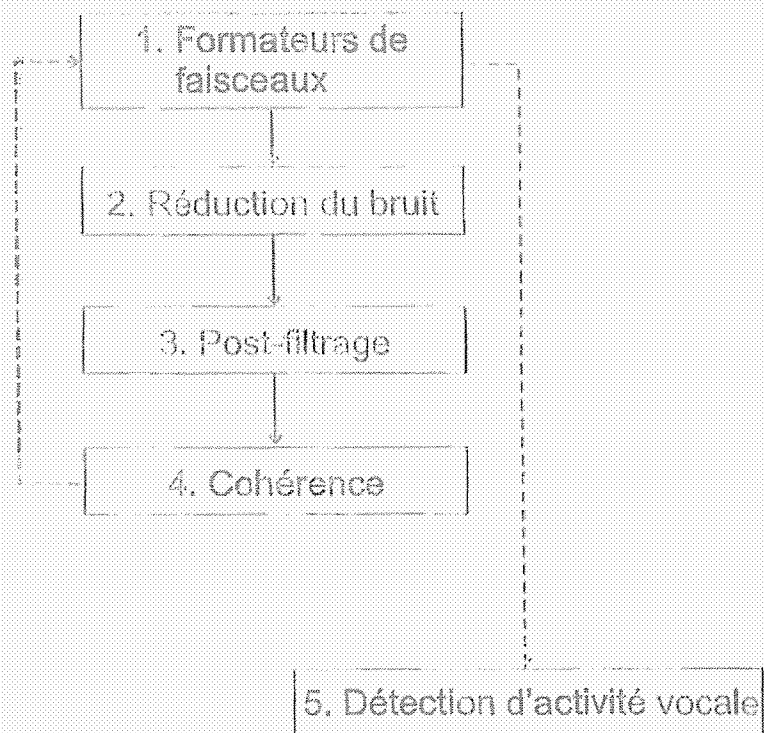 1. Formateurs de
faisceaux
2. Réduction du bruit
3. Post-filtrage
4. Cohérence
5. Détection d'activité vocale